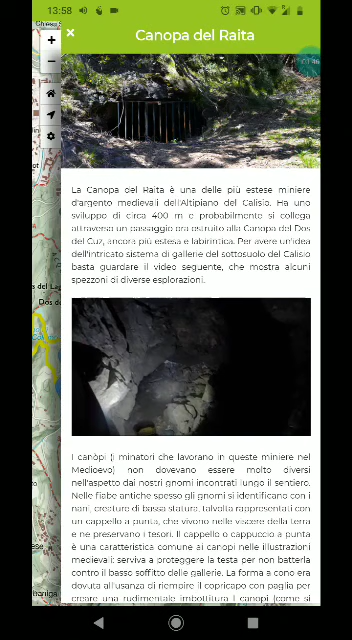 13:58
Canopa del Raita
La Canopa del Raita è una delle più estese miniere
d'argento medievali dell'Altipiano del Calisio. Ha uno
sviluppo di circa 400 m e probabilmente si collega
attraverso un passaggio ora ostruito alla Canopa del Dos
del Cuz, ancora più estesa e labirintica. Per avere un'idea
dell'intricato sistema di gallerie del sottosuolo del Calisio
basta guardare il video seguente, che mostra alcuni
spezzoni di diverse esplorazioni.
I canòpi (i minatori che lavorano in queste miniere nel
Medioevo) non dovevano essere molto diversi
nell'aspetto dai nostri gnomi incontrati lungo il sentiero.
Nelle fiabe antiche spesso gli gnomi si identificano con i
nani, creature di bassa statura, talvolta rappresentati con
un cappello a punta, che vivono nelle viscere della terra
e ne preservano i tesori. Il cappello o cappuccio a punta
è una caratteristica comune ai canopi nelle illustrazioni
medievali: serviva a proteggere la testa per non batterla
contro il basso soffitto delle gallerie. La forma a cono era
dovuta all'usanza di riempire il copricapo con paglia per
creare una rudimentale imbottitura. I canopi (come si